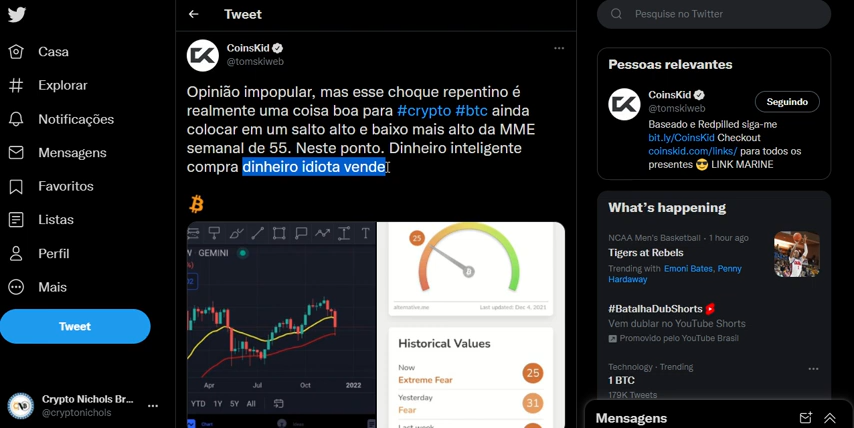 Casa
Explorar
Notificações
Mensagens
Favoritos
Listas
Perfil
Mais
Tweet
Crypto Nichols Br...
@cryptonichols
Tweet
CoinsKid
@tomskiweb
Opinião impopular, mas esse choque repentino é
realmente uma coisa boa para #crypto #btc ainda
colocar em um salto alto e baixo mais alto da MME
semanal de 55. Neste ponto. Dinheiro inteligente
compra dinheiro idiota vende
GEMINI
Apr Jul Oct 2022
YTD 1Y 5Y All
25
alternative.me Last updated: Dec 4, 2021
Historical Values
Now
Extreme Fear
25
Yesterday
Fear
31
Last week
Pesquise no Twitter
Pessoas relevantes
CoinsKid
@tomskiweb
Seguindo
Baseado e Redpilled siga-me
bit.ly/CoinsKid Checkout
coinskid.com/links/ para todos os
presentes 😎 LINK MARINE
What's happening
NCAA Men's Basketball · 1 hour ago
Tigers at Rebels
Trending with Emoni Bates, Penny
Hardaway
#BatalhaDubShorts
Vem dublar no YouTube Shorts
Promovido pelo YouTube Brasil
Technology · Trending
1 BTC
179K Tweets
Mensagens